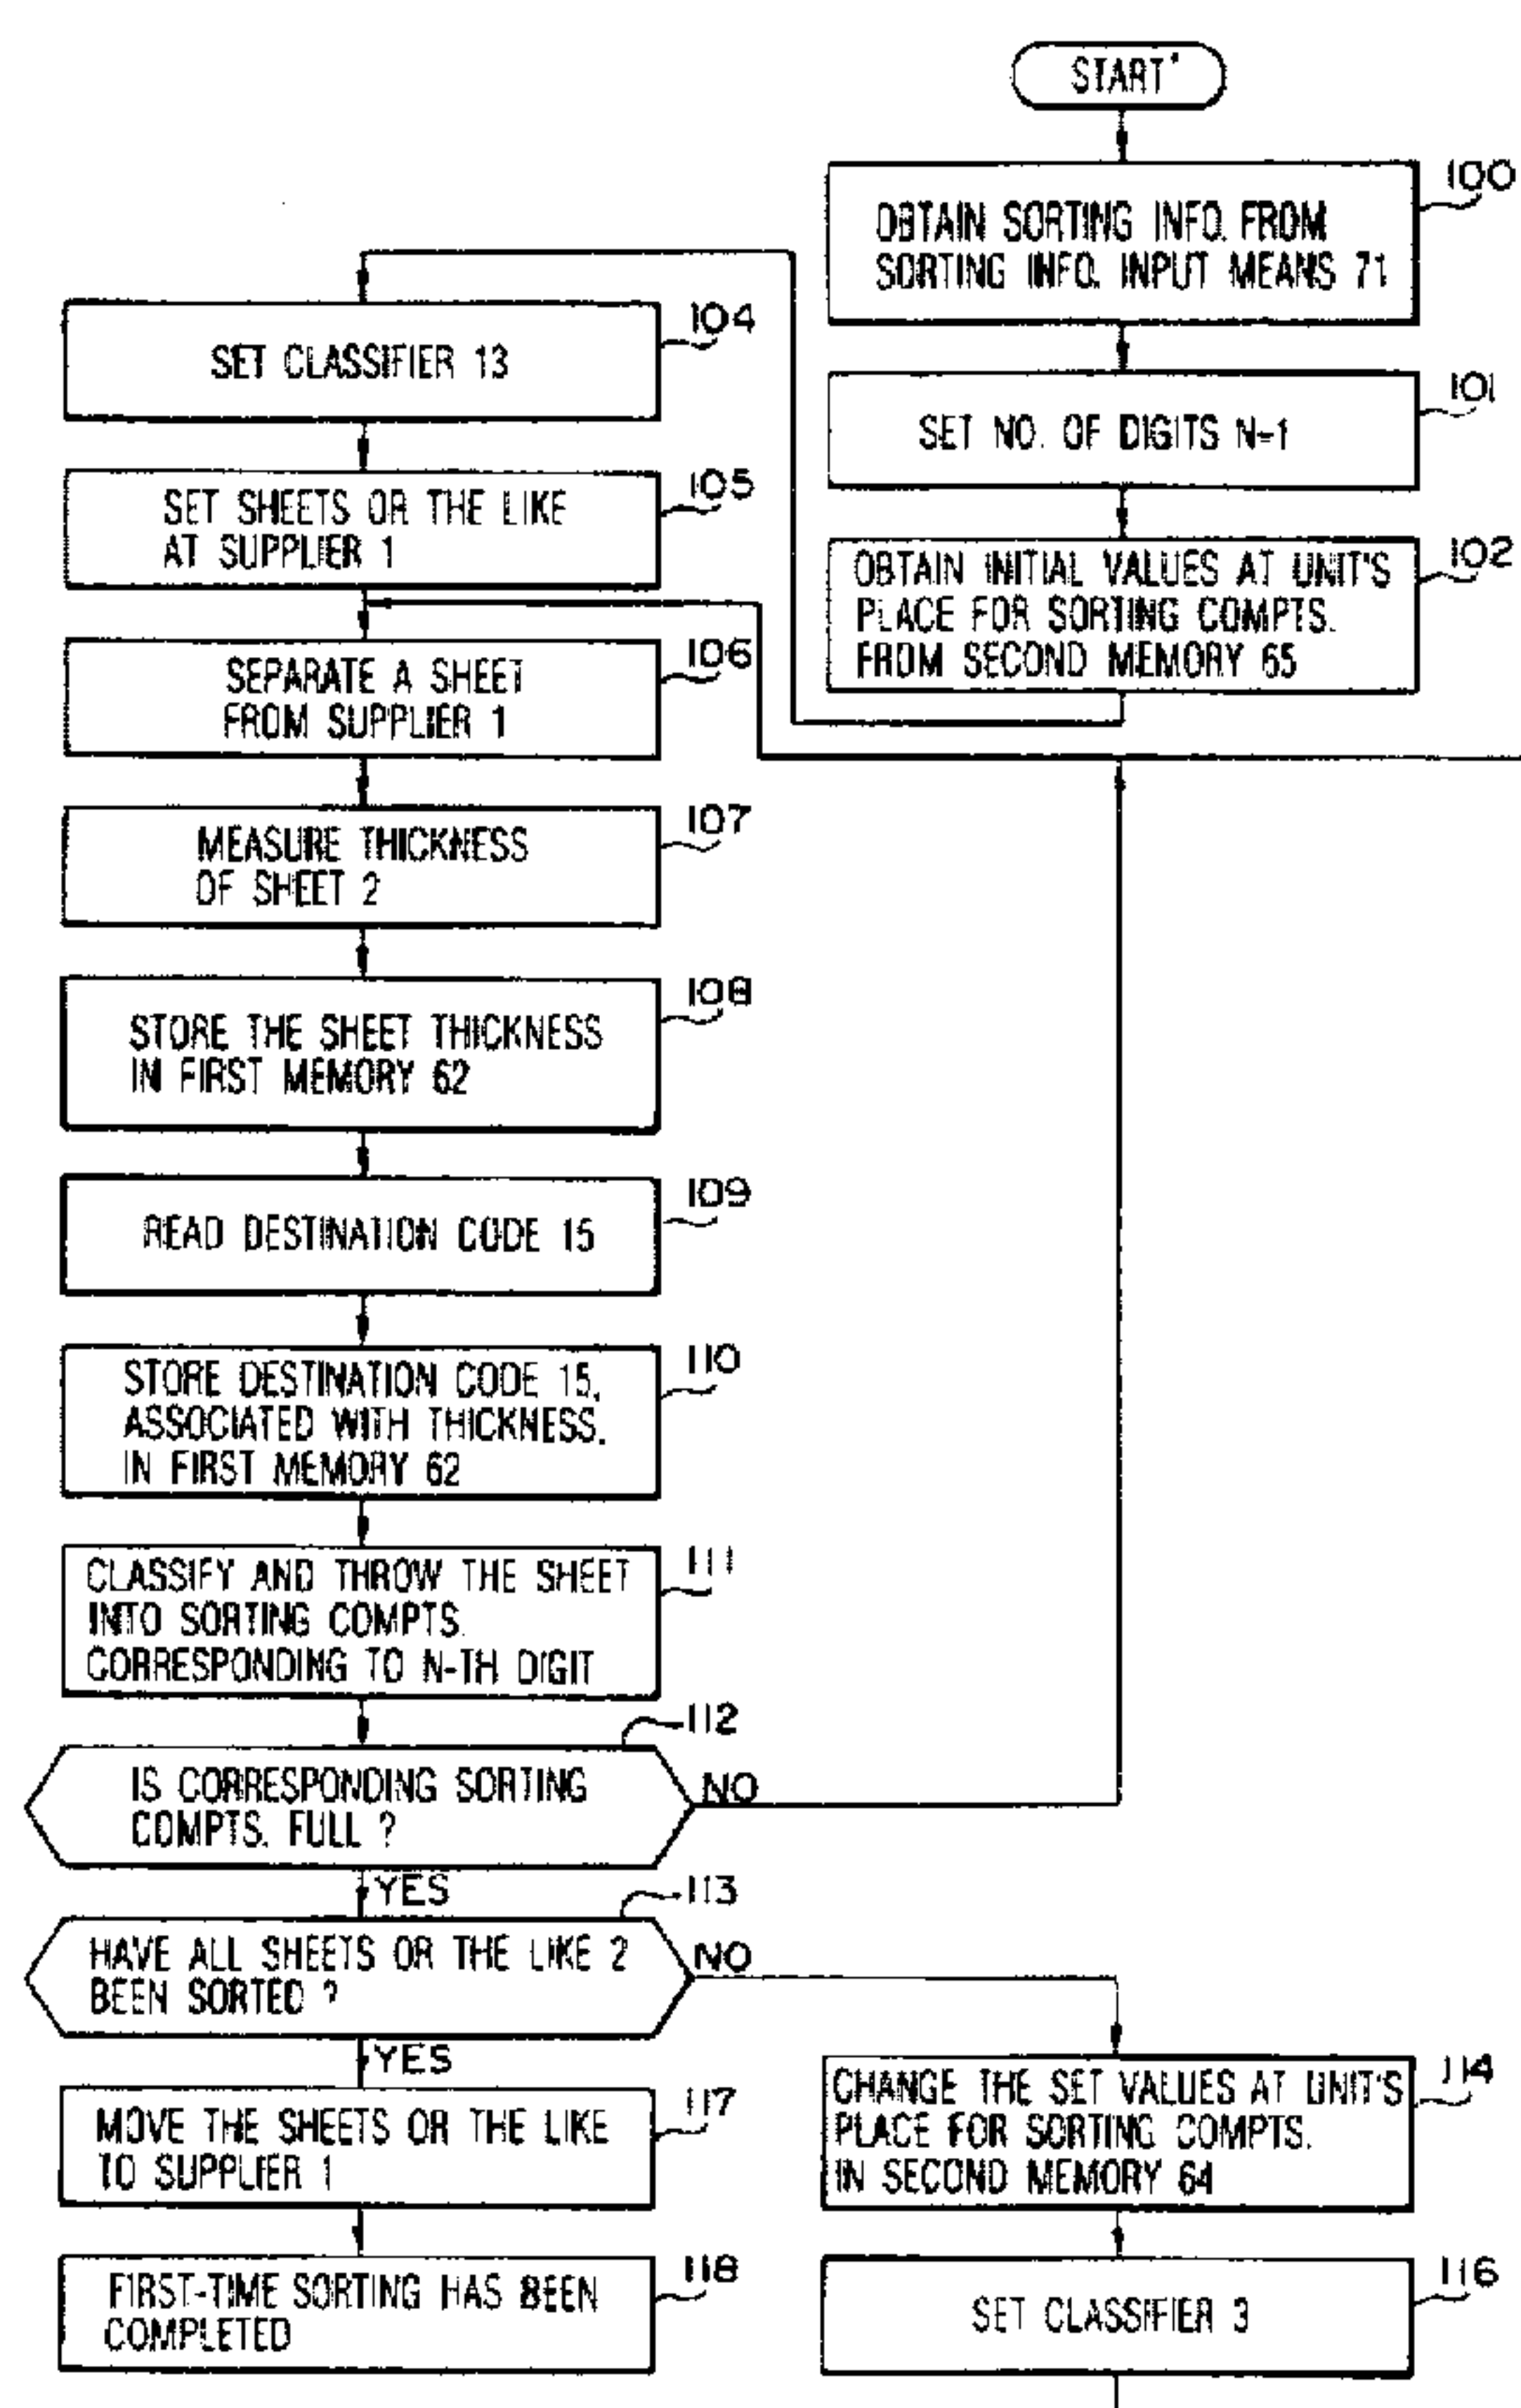 START
100
OBTAIN SORTING INFO. FROM
SORTING INFO. INPUT MEANS 71
101
SET NO. OF DIGITS N=1
102
OBTAIN INITIAL VALUES AT UNIT'S
PLACE FOR SORTING COMPTS.
FROM SECOND MEMORY 65
104
SET CLASSIFIER 13
105
SET SHEETS OR THE LIKE
AT SUPPLIER 1
106
SEPARATE A SHEET
FROM SUPPLIER 1
107
MEASURE THICKNESS
OF SHEET 2
108
STORE THE SHEET THICKNESS
IN FIRST MEMORY 62
109
READ DESTINATION CODE 15
110
STORE DESTINATION CODE 15,
ASSOCIATED WITH THICKNESS,
IN FIRST MEMORY 62
111
CLASSIFY AND THROW THE SHEET
INTO SORTING COMPTS.
CORRESPONDING TO N-TH DIGIT
112
IS CORRESPONDING SORTING
COMPTS. FULL ?
NO
YES
113
HAVE ALL SHEETS OR THE LIKE 2
BEEN SORTED ?
NO
YES
114
CHANGE THE SET VALUES AT UNIT'S
PLACE FOR SORTING COMPTS.
IN SECOND MEMORY 64
116
SET CLASSIFIER 3
117
MOVE THE SHEETS OR THE LIKE
TO SUPPLIER 1
118
FIRST-TIME SORTING HAS BEEN
COMPLETED